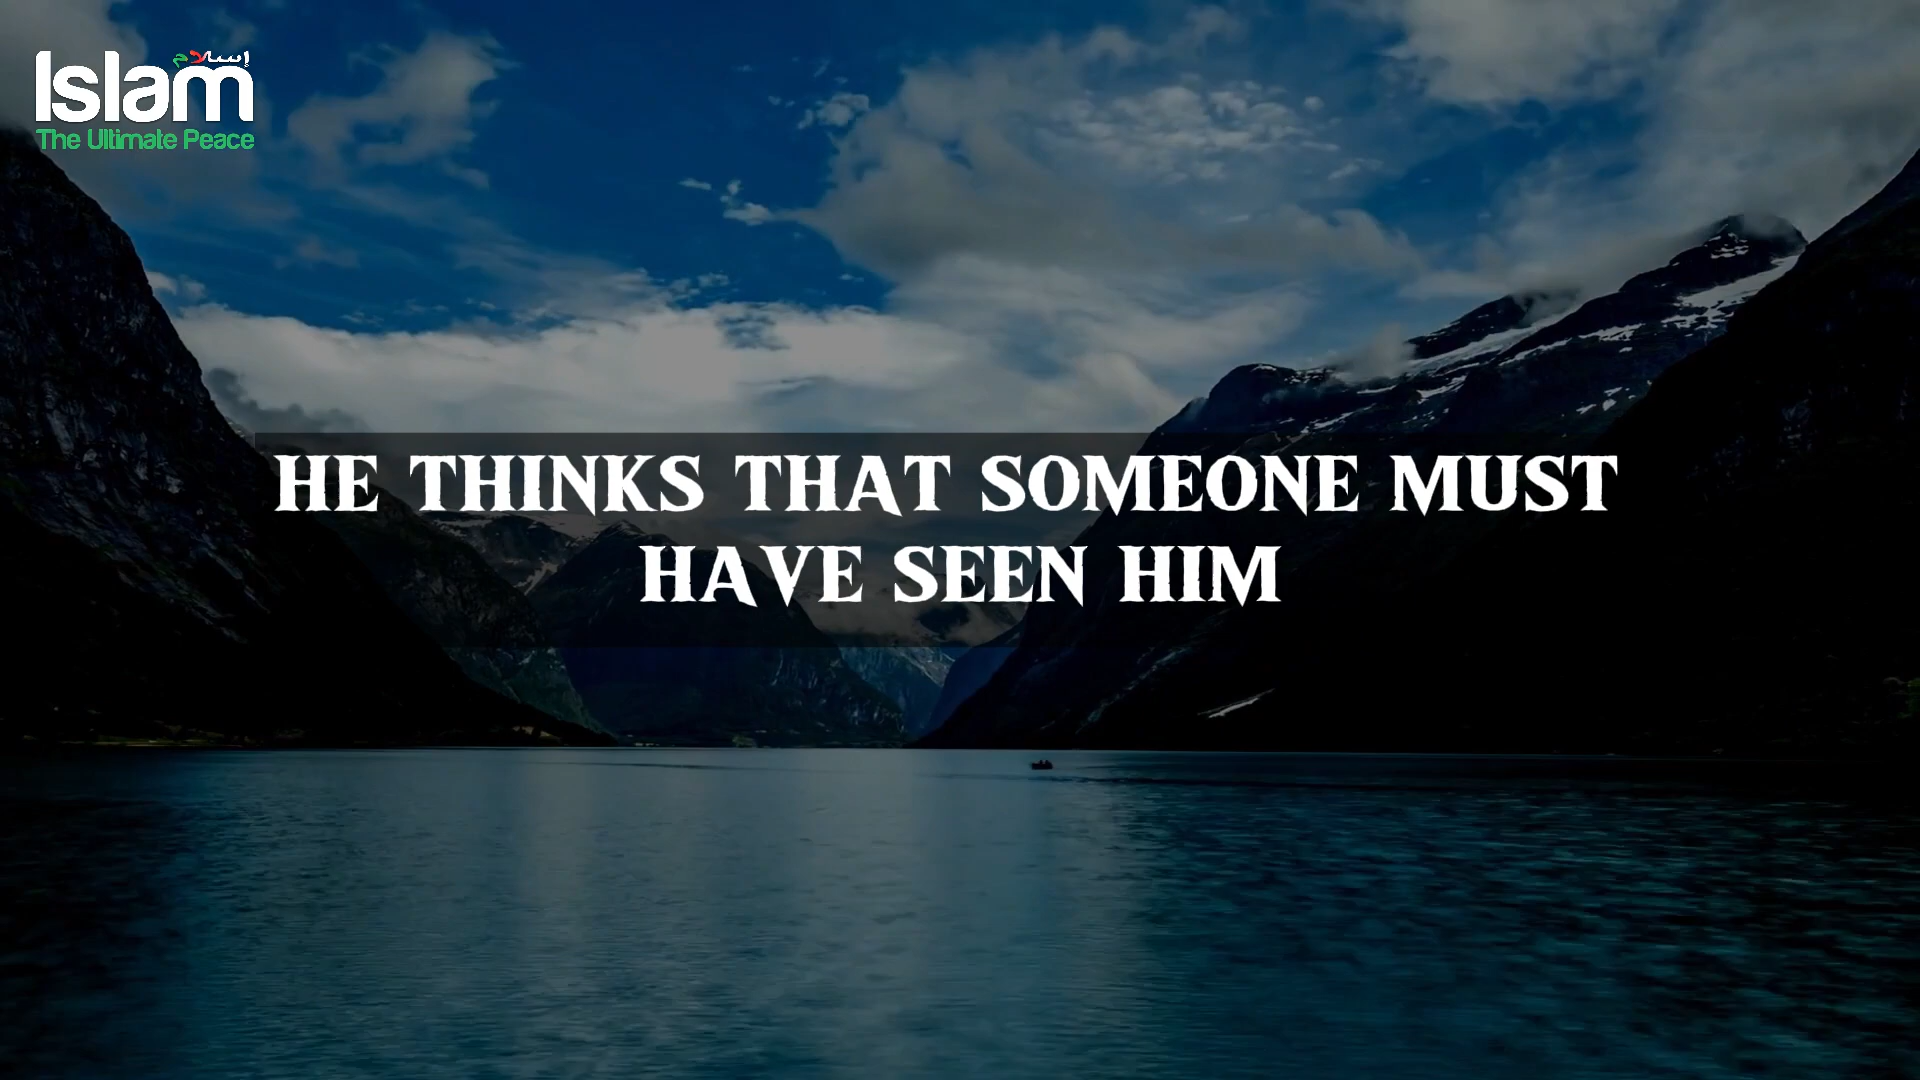 إسلام
Islam
The Ultimate Peace
HE THINKS THAT SOMEONE MUST
HAVE SEEN HIM